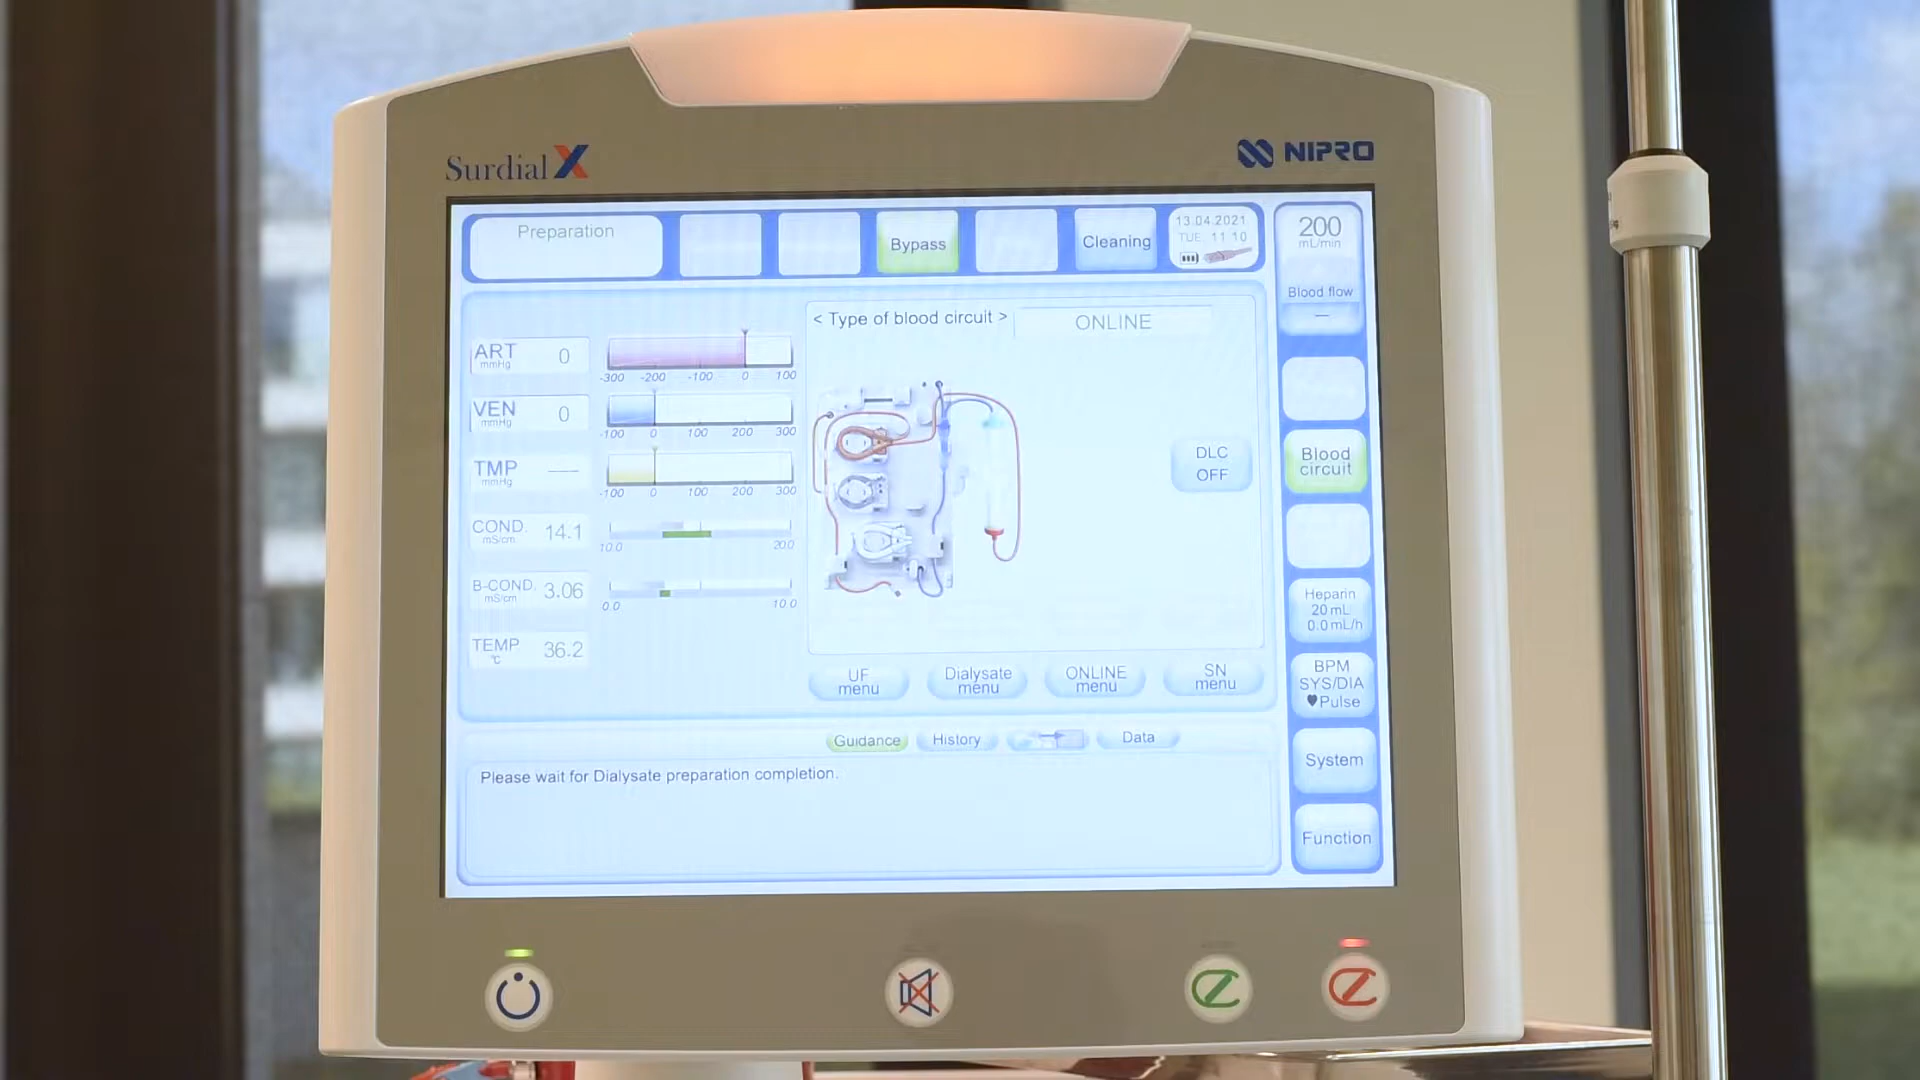 Surdial X
NIPRO
Preparation
Bypass
Cleaning
13.04.2021
TUE. 11 10
200
mL/min
Blood flow
ART
mmHg
0
-300 -200 -100 0 100
VEN
mmHg
0
-100 0 100 200 300
TMP
mmHg
-100 0 100 200 300
COND.
mS/cm
14.1
10.0 20.0
B-COND.
mS/cm
3.06
0.0 10.0
TEMP
℃
36.2
< Type of blood circuit >
ONLINE
DLC
OFF
Blood
circuit
Heparin
20 mL
0.0 mL/h
BPM
SYS/DIA
♥Pulse
System
Function
UF
menu
Dialysate
menu
ONLINE
menu
SN
menu
Guidance
History
Data
Please wait for Dialysate preparation completion.